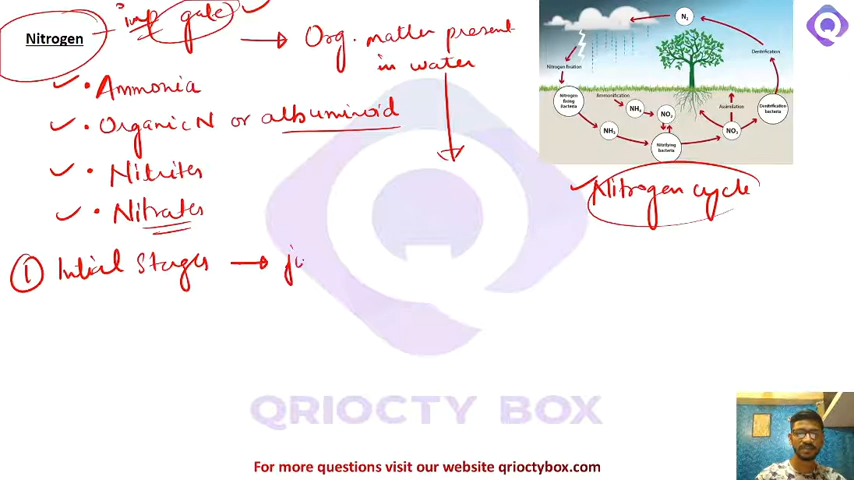 Nitrogen
imp gate
Org. matter present
in water
• Ammonia
• Organic N or albuminoid
• Nitrites
• Nitrates
① Initial Stages → ji
N₂
Nitrogen fixation
Denitrification
Nitrogen
fixing
bacteria
Ammonification
NH₄
NO₂
Assimilation
Denitrification
bacteria
NH₃
NO₃
Nitrifying
bacteria
Nitrogen cycle
QRIOCTY BOX
For more questions visit our website qrioctybox.com